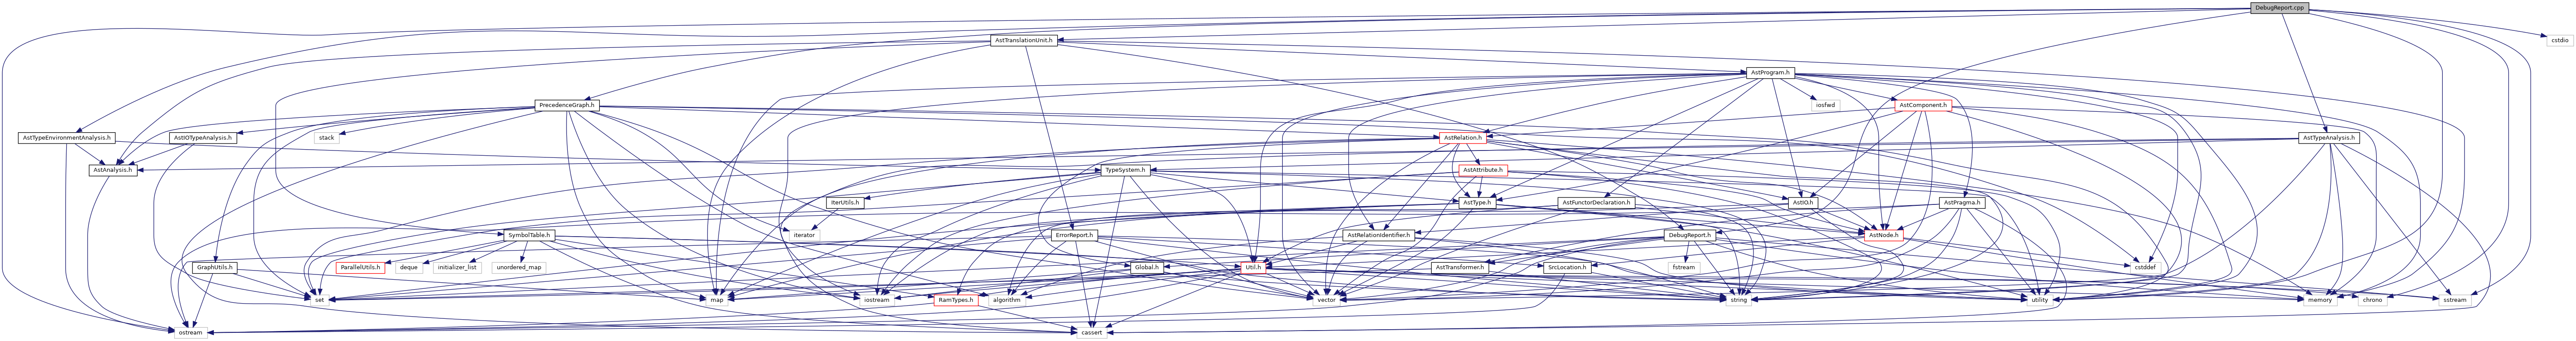 DebugReport.cpp
cstdio
AstTranslationUnit.h
AstProgram.h
PrecedenceGraph.h
iosfwd
AstComponent.h
AstTypeEnvironmentAnalysis.h
AstIOTypeAnalysis.h
stack
AstRelation.h
AstTypeAnalysis.h
AstAnalysis.h
TypeSystem.h
AstAttribute.h
IterUtils.h
AstType.h
AstFunctorDeclaration.h
AstIO.h
AstPragma.h
iterator
SymbolTable.h
ErrorReport.h
AstRelationIdentifier.h
DebugReport.h
AstNode.h
GraphUtils.h
ParallelUtils.h
deque
initializer_list
unordered_map
Global.h
Util.h
AstTransformer.h
SrcLocation.h
fstream
cstddef
set
map
iostream
RamTypes.h
algorithm
vector
string
utility
memory
chrono
sstream
ostream
cassert